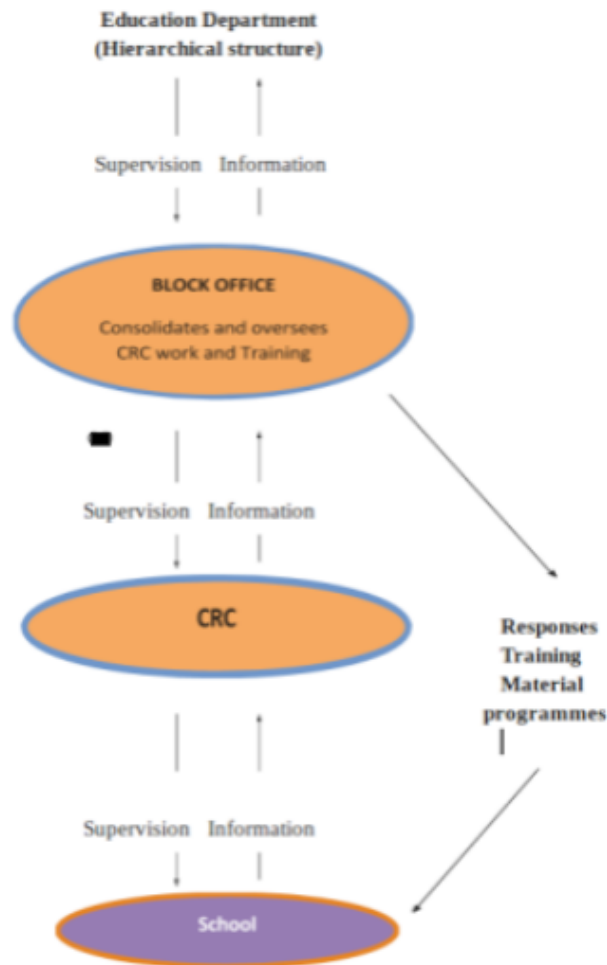 Education Department
(Hierarchical structure)
Supervision Information
BLOCK OFFICE
Consolidates and oversees
CRC work and Training
Supervision Information
CRC
Responses
Training
Material
programmes
Supervision Information
School